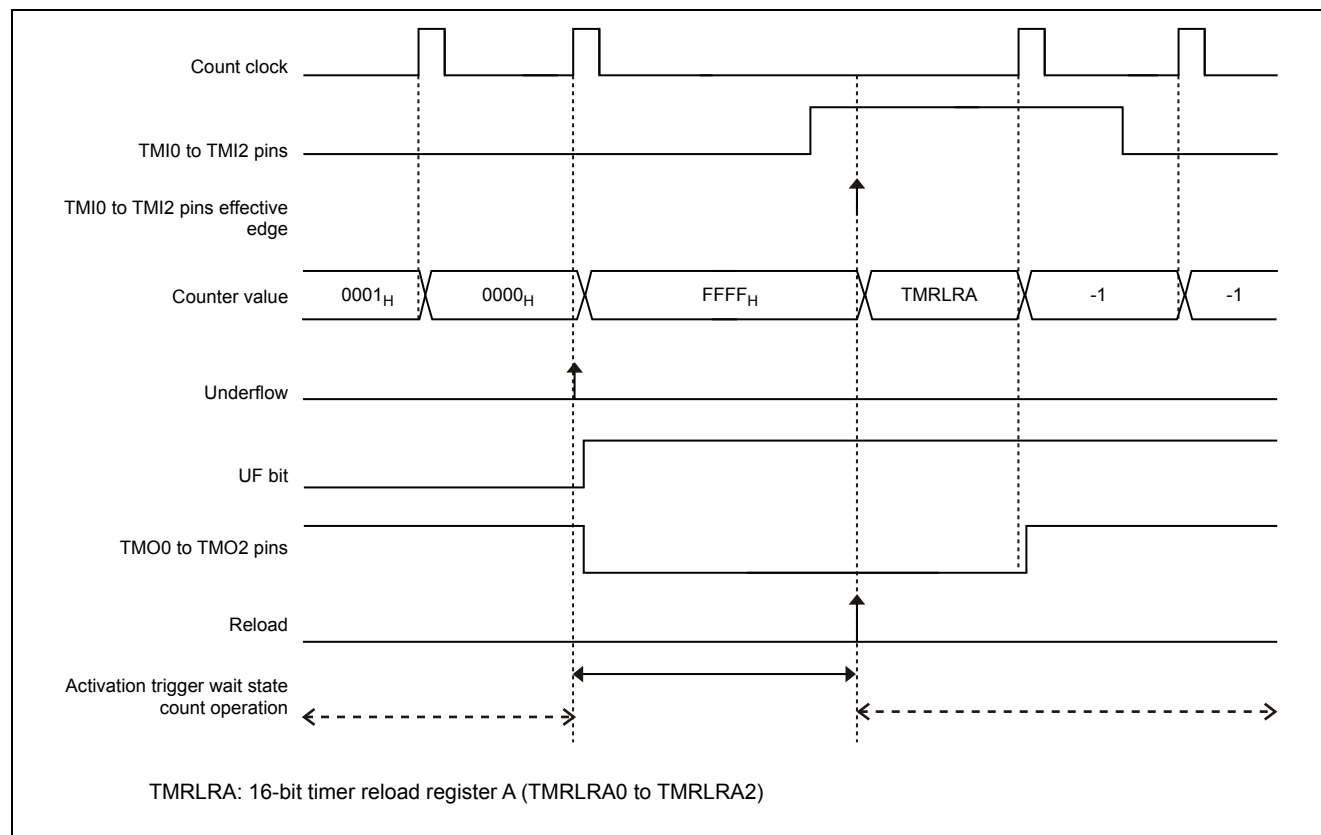 Count clock
TMI0 to TMI2 pins
TMI0 to TMI2 pins effective
edge
Counter value
0001H
0000H
FFFFH
TMRLRA
-1
-1
Underflow
UF bit
TMO0 to TMO2 pins
Reload
Activation trigger wait state
count operation
TMRLRA: 16-bit timer reload register A (TMRLRA0 to TMRLRA2)